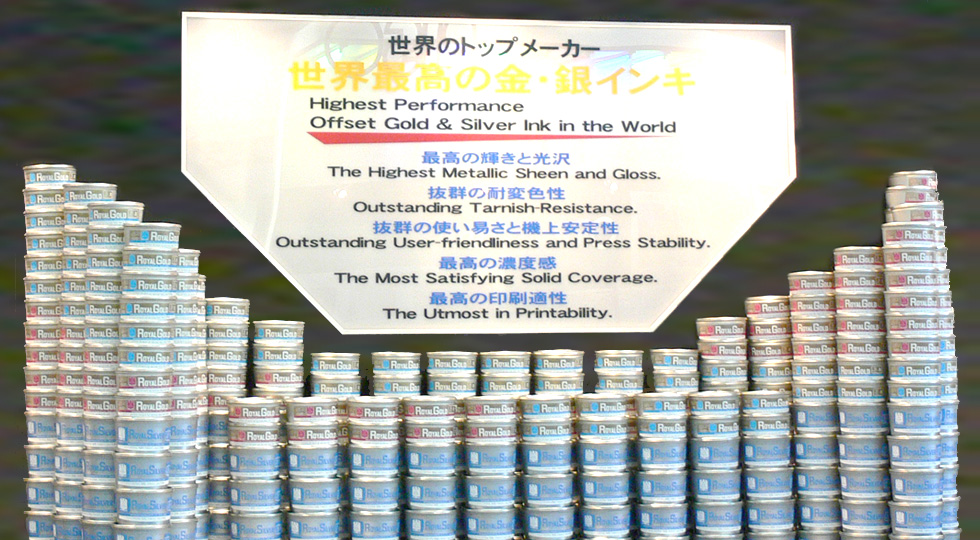 世界のトップメーカー
世界最高の金・銀インキ
Highest Performance
Offset Gold & Silver Ink in the World
最高の輝きと光沢
The Highest Metallic Sheen and Gloss.
抜群の耐変色性
Outstanding Tarnish-Resistance.
抜群の使い易さと機上安定性
Outstanding User-friendliness and Press Stability.
最高の濃度感
The Most Satisfying Solid Coverage.
最高の印刷適性
The Utmost in Printability.
ROYAL GOLD
ROYAL SILVER